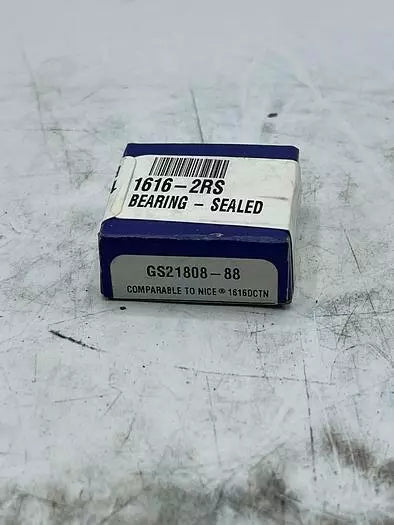 1616-2RS
BEARING - SEALED
GS21808-88
COMPARABLE TO NICE® 1616DCTN